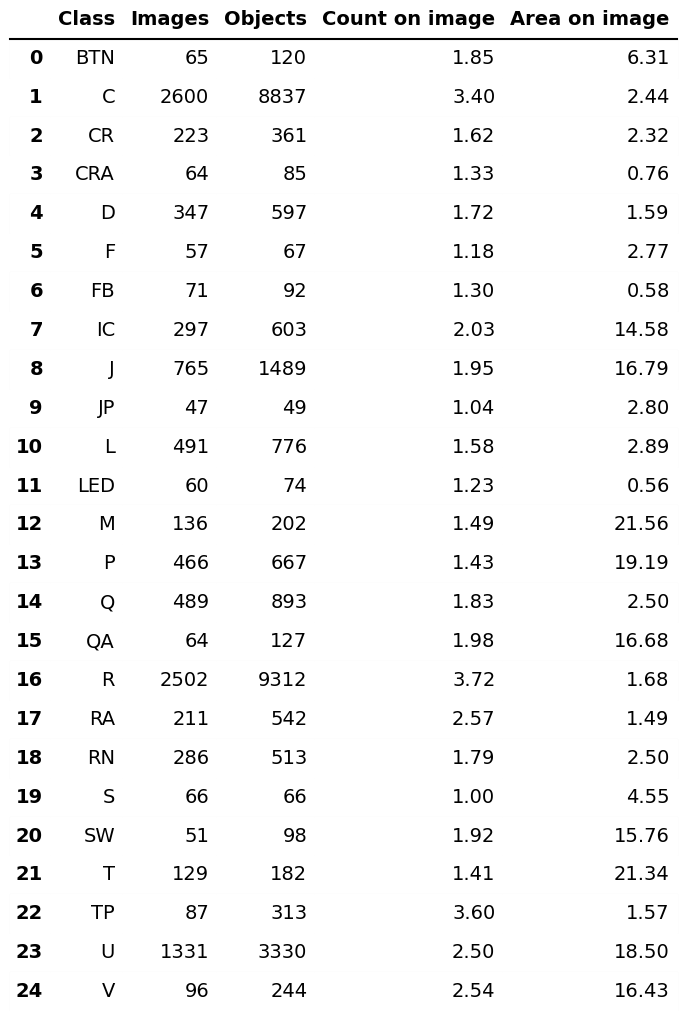 Class Images Objects Count on image Area on image
0 BTN 65 120 1.85 6.31
1 C 2600 8837 3.40 2.44
2 CR 223 361 1.62 2.32
3 CRA 64 85 1.33 0.76
4 D 347 597 1.72 1.59
5 F 57 67 1.18 2.77
6 FB 71 92 1.30 0.58
7 IC 297 603 2.03 14.58
8 J 765 1489 1.95 16.79
9 JP 47 49 1.04 2.80
10 L 491 776 1.58 2.89
11 LED 60 74 1.23 0.56
12 M 136 202 1.49 21.56
13 P 466 667 1.43 19.19
14 Q 489 893 1.83 2.50
15 QA 64 127 1.98 16.68
16 R 2502 9312 3.72 1.68
17 RA 211 542 2.57 1.49
18 RN 286 513 1.79 2.50
19 S 66 66 1.00 4.55
20 SW 51 98 1.92 15.76
21 T 129 182 1.41 21.34
22 TP 87 313 3.60 1.57
23 U 1331 3330 2.50 18.50
24 V 96 244 2.54 16.43